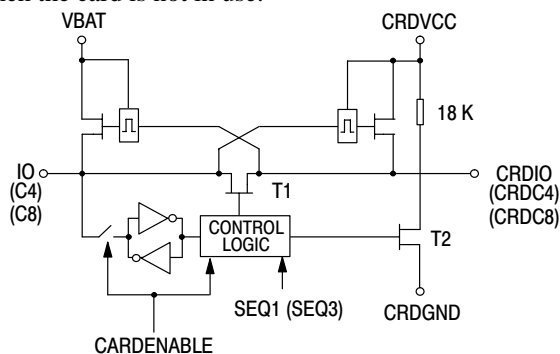 when the card is not in use.
VBAT
CRDVCC
18 K
IO
(C4)
(C8)
T1
CRDIO
(CRDC4)
(CRDC8)
CONTROL
LOGIC
T2
SEQ1 (SEQ3)
CRDGND
CARDENABLE